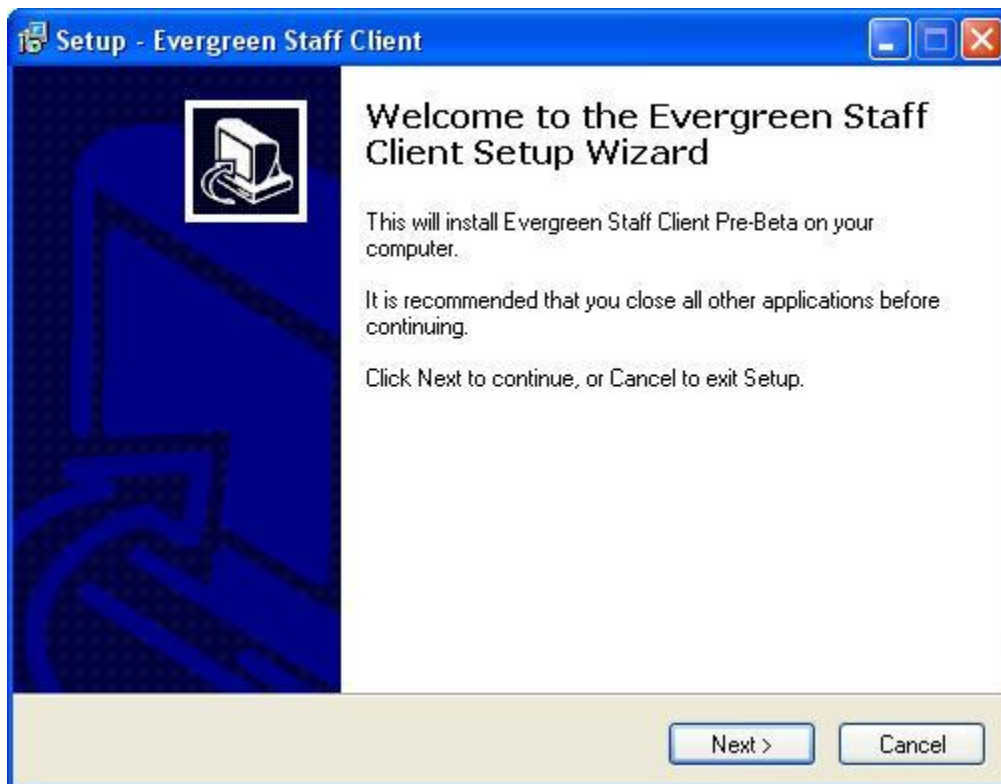 Setup - Evergreen Staff Client
Welcome to the Evergreen Staff
Client Setup Wizard
This will install Evergreen Staff Client Pre-Beta on your
computer.
It is recommended that you close all other applications before
continuing.
Click Next to continue, or Cancel to exit Setup.
Next >
Cancel